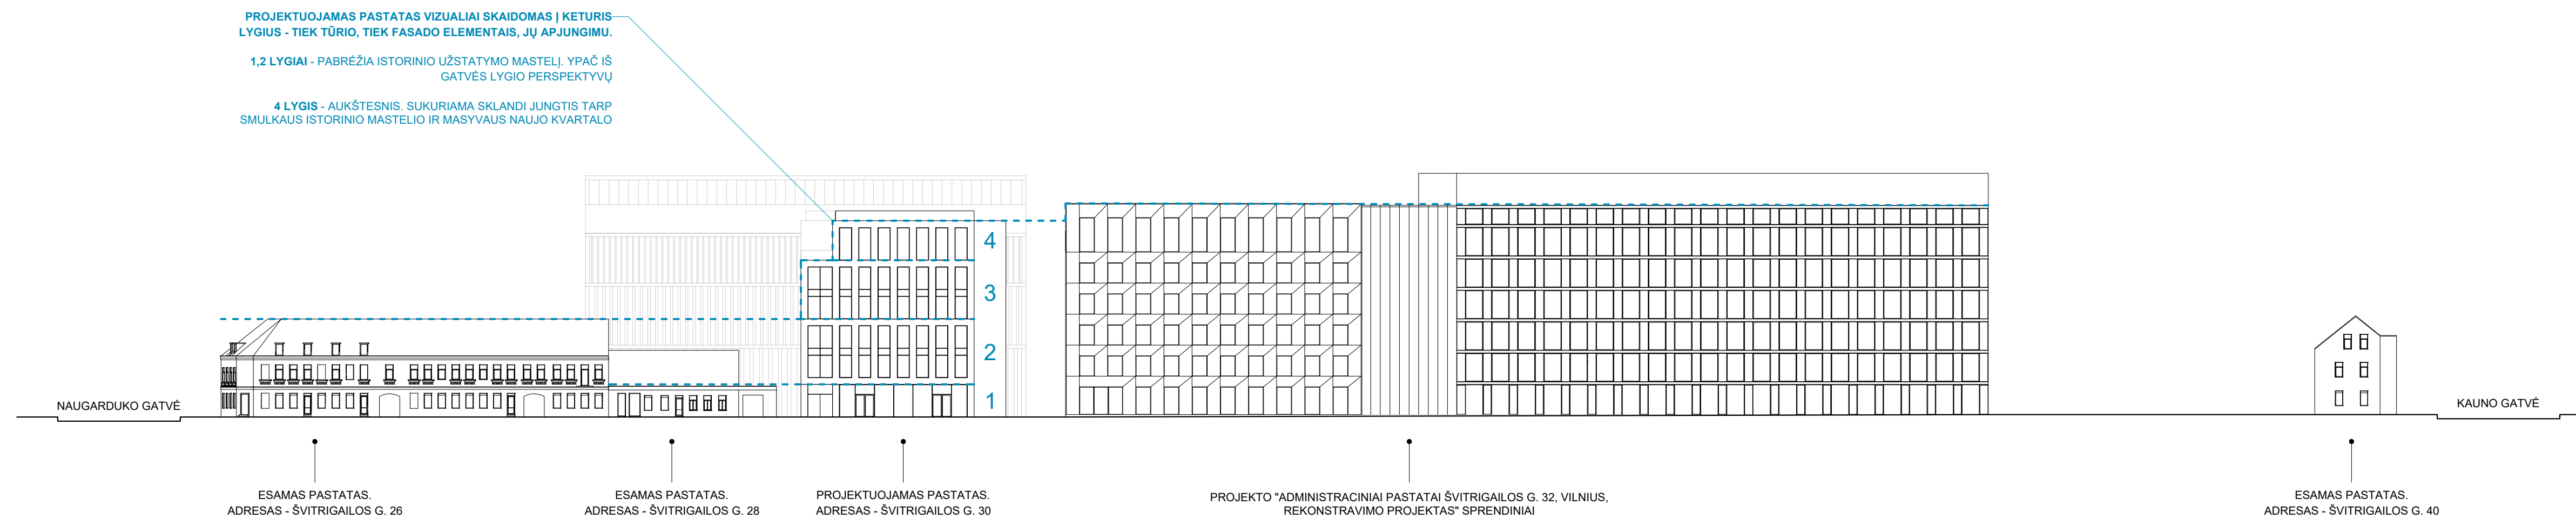 PROJEKTUOJAMAS PASTATAS VIZUALIAI SKAIDOMAS Į KETURIS
LYGIUS - TIEK TŪRIO, TIEK FASADO ELEMENTAIS, JŲ APJUNGIMU.
1,2 LYGIAI - PABRĖŽIA ISTORINIO UŽSTATYMO MASTELĮ. YPAČ IŠ
GATVĖS LYGIO PERSPEKTYVŲ
4 LYGIS - AUKŠTESNIS. SUKURIAMA SKLANDI JUNGTIS TARP
SMULKAUS ISTORINIO MASTELIO IR MASYVAUS NAUJO KVARTALO
4
3
2
1
NAUGARDUKO GATVĖ
KAUNO GATVĖ
ESAMAS PASTATAS.
ADRESAS - ŠVITRIGAILOS G. 26
ESAMAS PASTATAS.
ADRESAS - ŠVITRIGAILOS G. 28
PROJEKTUOJAMAS PASTATAS.
ADRESAS - ŠVITRIGAILOS G. 30
PROJEKTO "ADMINISTRACINIAI PASTATAI ŠVITRIGAILOS G. 32, VILNIUS,
REKONSTRAVIMO PROJEKTAS" SPRENDINIAI
ESAMAS PASTATAS.
ADRESAS - ŠVITRIGAILOS G. 40